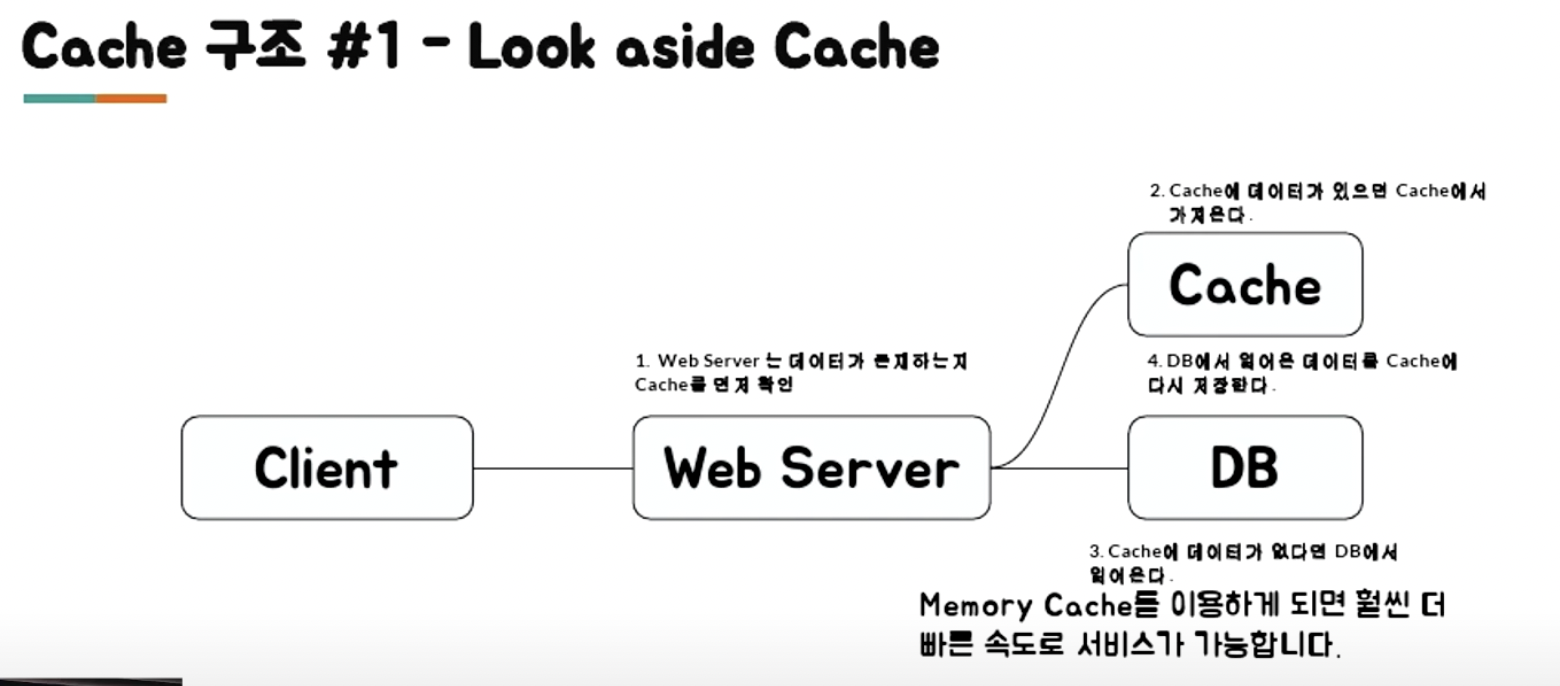 Cache 구조 #1 - Look aside Cache
2. Cache에 데이터가 있으면 Cache에서
가져온다.
Cache
1. Web Server 는 데이터가 존재하는지
Cache를 먼저 확인
4. DB에서 읽어온 데이터를 Cache에
다시 저장한다.
Client
Web Server
DB
3. Cache에 데이터가 없다면 DB에서
읽어온다.
Memory Cache를 이용하게 되면 훨씬 더
빠른 속도로 서비스가 가능합니다.